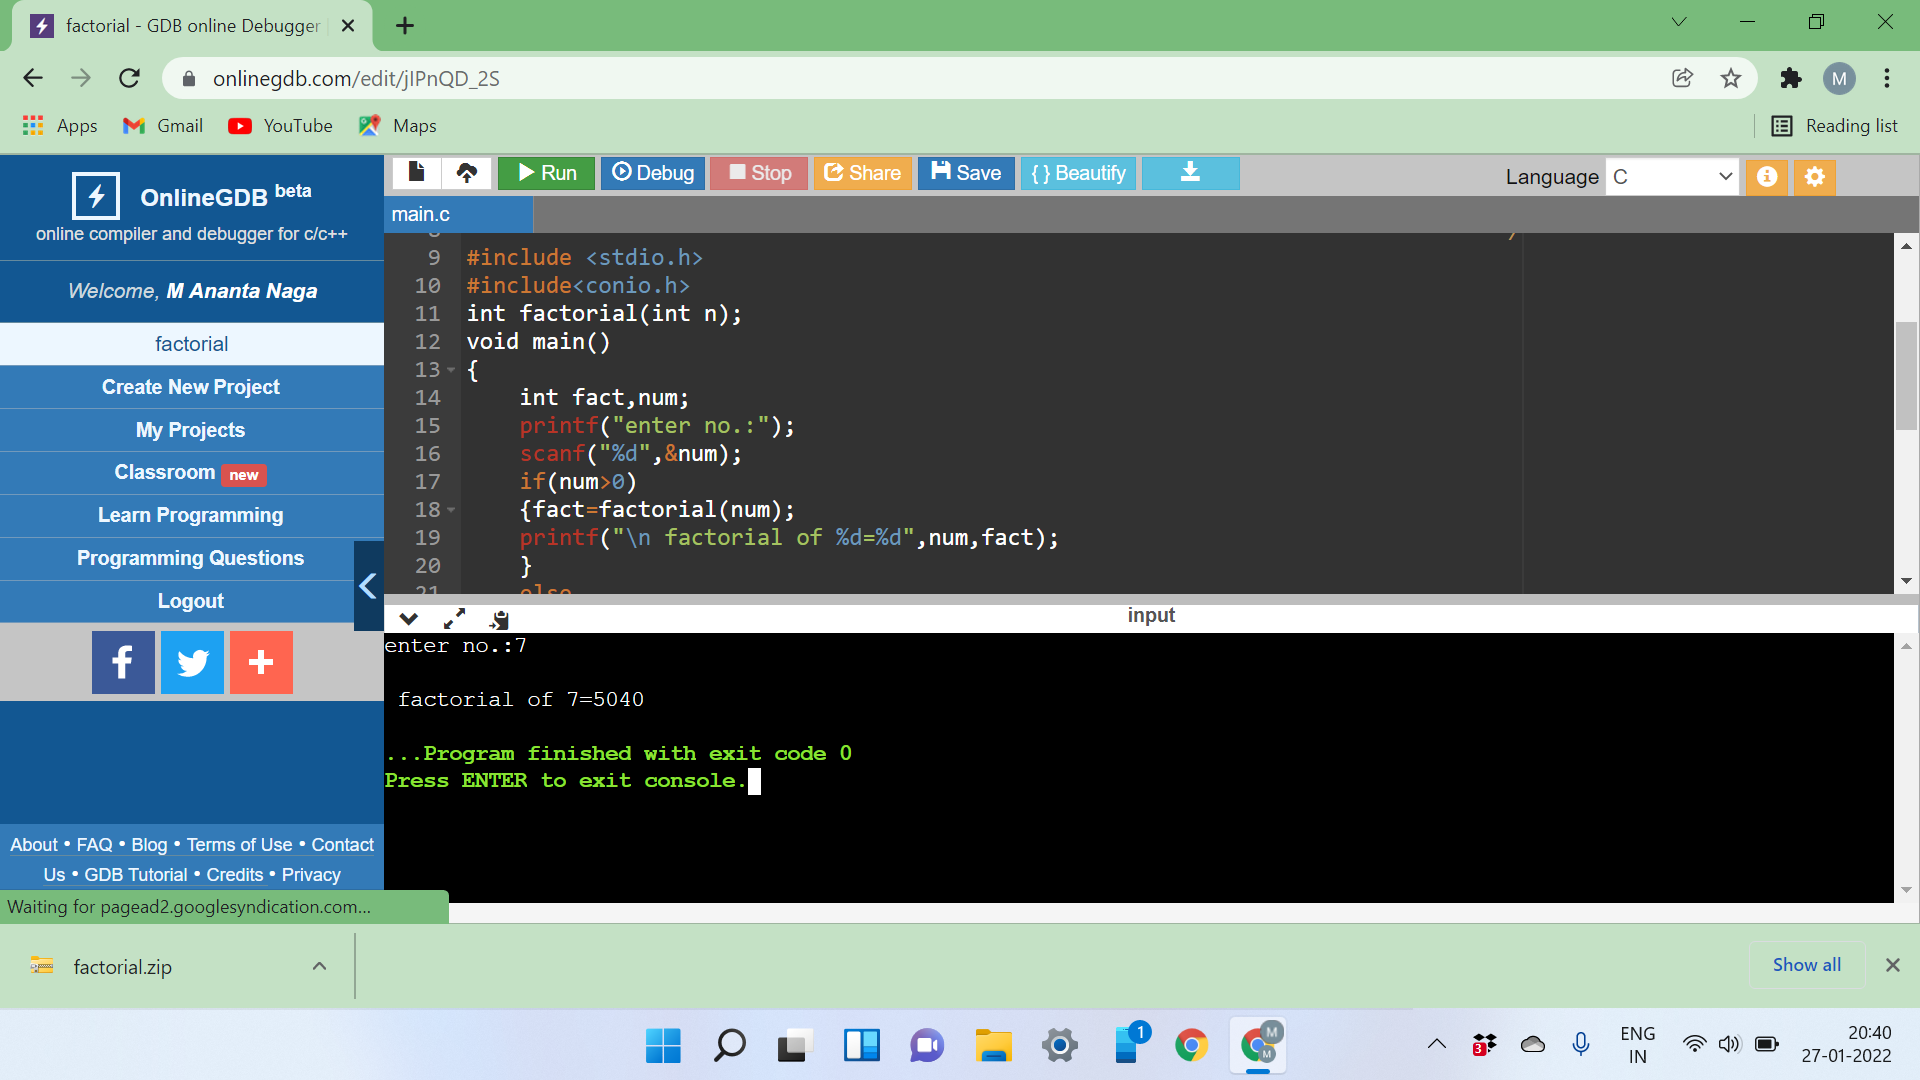 factorial - GDB online Debugger
onlinegdb.com/edit/jIPnQD_2S
M
Apps
Gmail
YouTube
Maps
Reading list
OnlineGDB beta
online compiler and debugger for c/c++
Welcome, M Ananta Naga
factorial
Create New Project
My Projects
Classroom new
Learn Programming
Programming Questions
Logout
About • FAQ • Blog • Terms of Use • Contact
Us • GDB Tutorial • Credits • Privacy
Waiting for pagead2.googlesyndication.com...
Run
Debug
Stop
Share
Save
{ } Beautify
Language C
main.c
9 #include <stdio.h>
10 #include<conio.h>
11 int factorial(int n);
12 void main()
13 {
14 int fact,num;
15 printf("enter no.:");
16 scanf("%d",&num);
17 if(num>0)
18 {fact=factorial(num);
19 printf("\n factorial of %d=%d",num,fact);
20 }
21 else
input
enter no.:7
factorial of 7=5040
...Program finished with exit code 0
Press ENTER to exit console.
factorial.zip
Show all
1
M
M
3
ENG
IN
20:40
27-01-2022